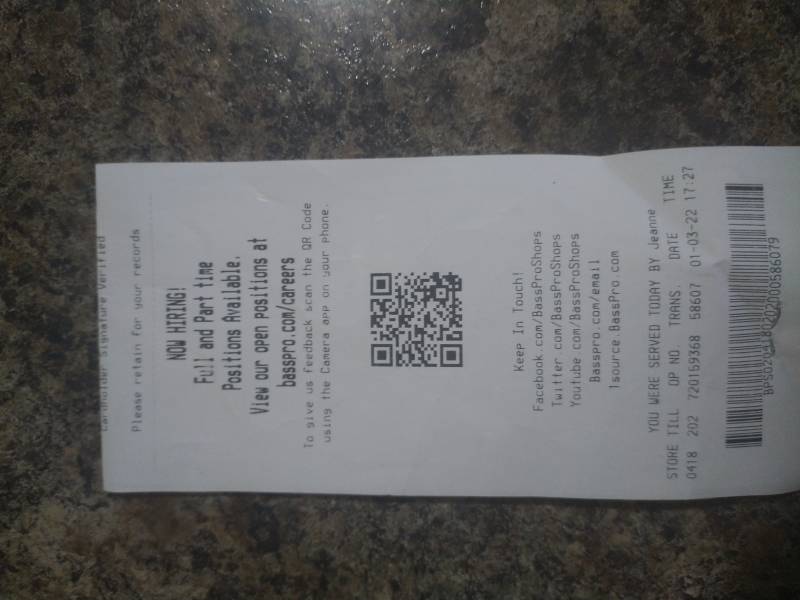 Cardholder Signature Verified
Please retain for your records
NOW HIRING!
Full and Part time
Positions Available.
View our open positions at
basspro.com/careers
To give us feedback scan the QR Code
using the Camera app on your phone.
Keep In Touch!
Facebook.com/BassProShops
Twitter.com/BassProShops
Youtube.com/BassProShops
Basspro.com/email
1source.BassPro.com
YOU WERE SERVED TODAY BY Jeanne
STORE TILL OP NO. TRANS. DATE TIME
0418 202 720159368 58607 01-03-22 17:27